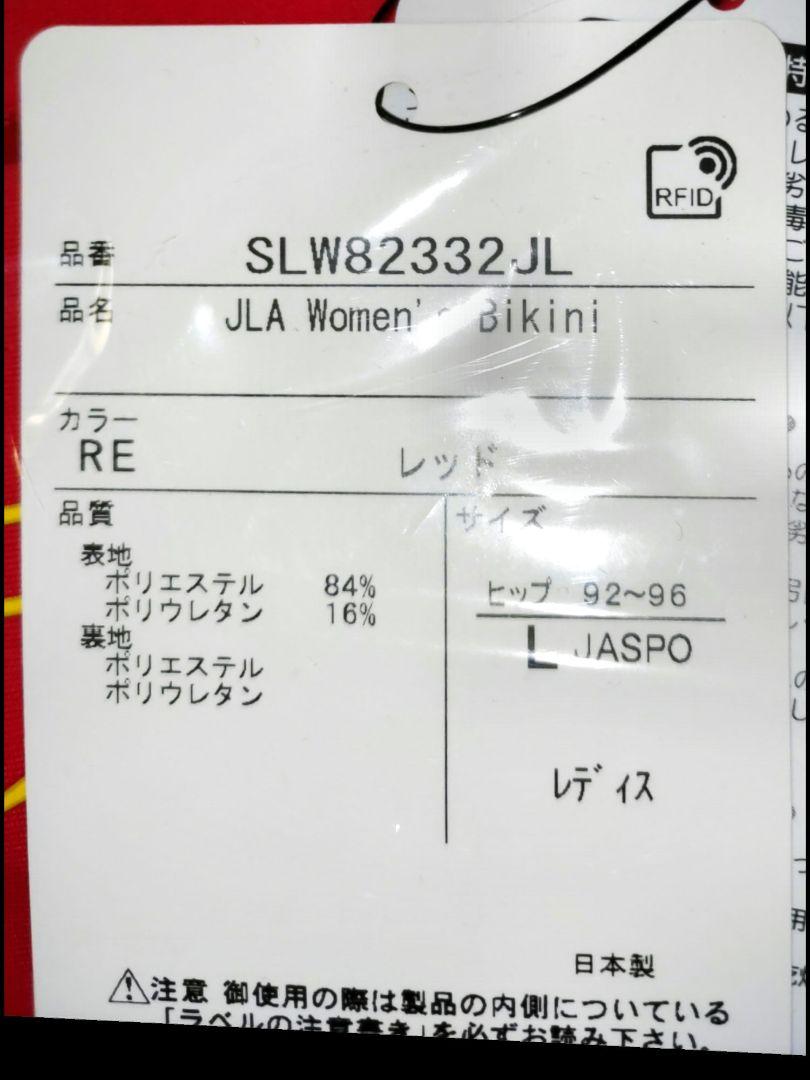 RFID
品番 SLW82332JL
品名 JLA Women's Bikini
カラー
RE レッド
品質
表地
ポリエステル 84%
ポリウレタン 16%
裏地
ポリエステル
ポリウレタン
サイズ
ヒップ 92~96
L JASPO
レディス
日本製
注意 御使用の際は製品の内側についている
「ラベルの注意書き」を必ずお読み下さい。